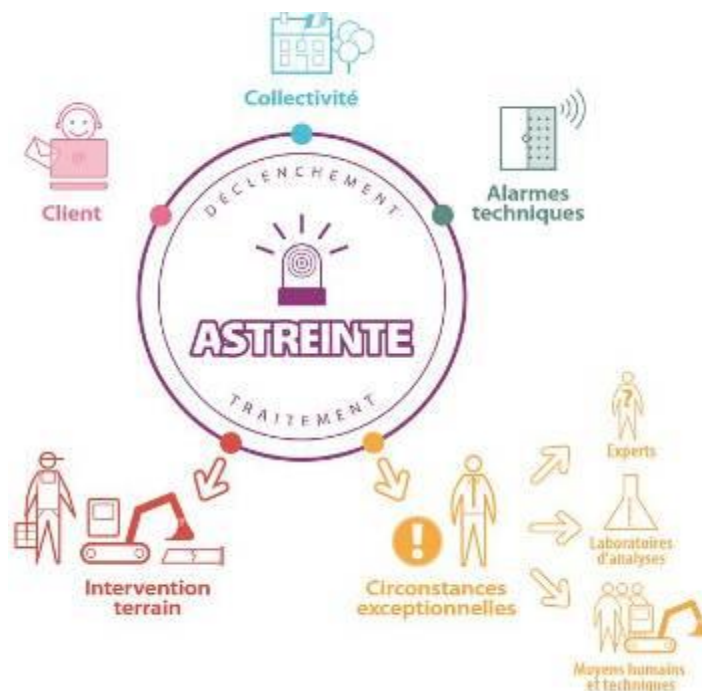 Collectivité
Client
Alarmes
techniques
DÉCLENCHEMENT
ASTREINTE
TRAITEMENT
Intervention
terrain
Circonstances
exceptionnelles
?
Experts
Laboratoires
d'analyses
Moyens humains
et techniques
!